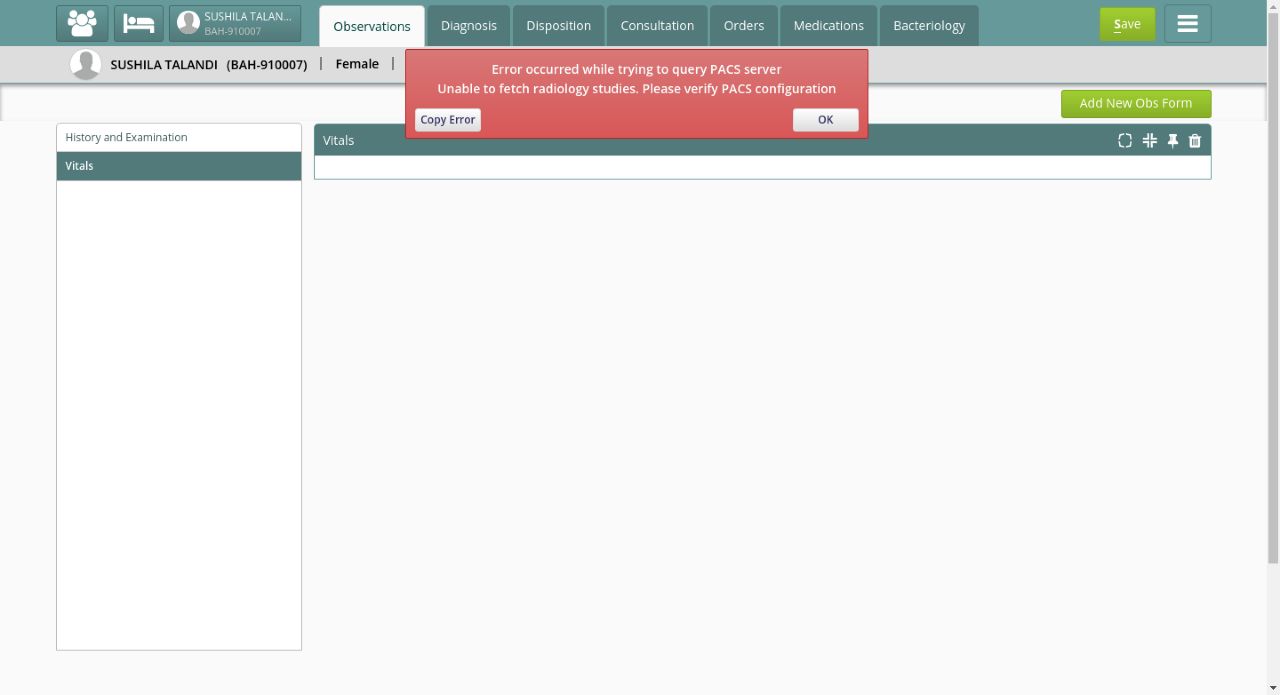 SUSHILA TALAN...
BAH-910007
Observations
Diagnosis
Disposition
Consultation
Orders
Medications
Bacteriology
Save
SUSHILA TALANDI (BAH-910007) | Female |
Error occurred while trying to query PACS server
Unable to fetch radiology studies. Please verify PACS configuration
Copy Error
OK
Add New Obs Form
History and Examination
Vitals
Vitals